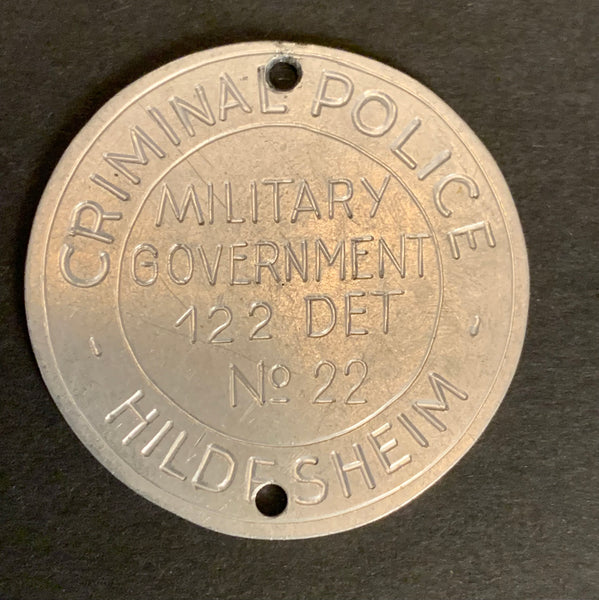 CRIMINAL POLICE
MILITARY
GOVERNMENT
122 DET
No 22
HILDESHEIM